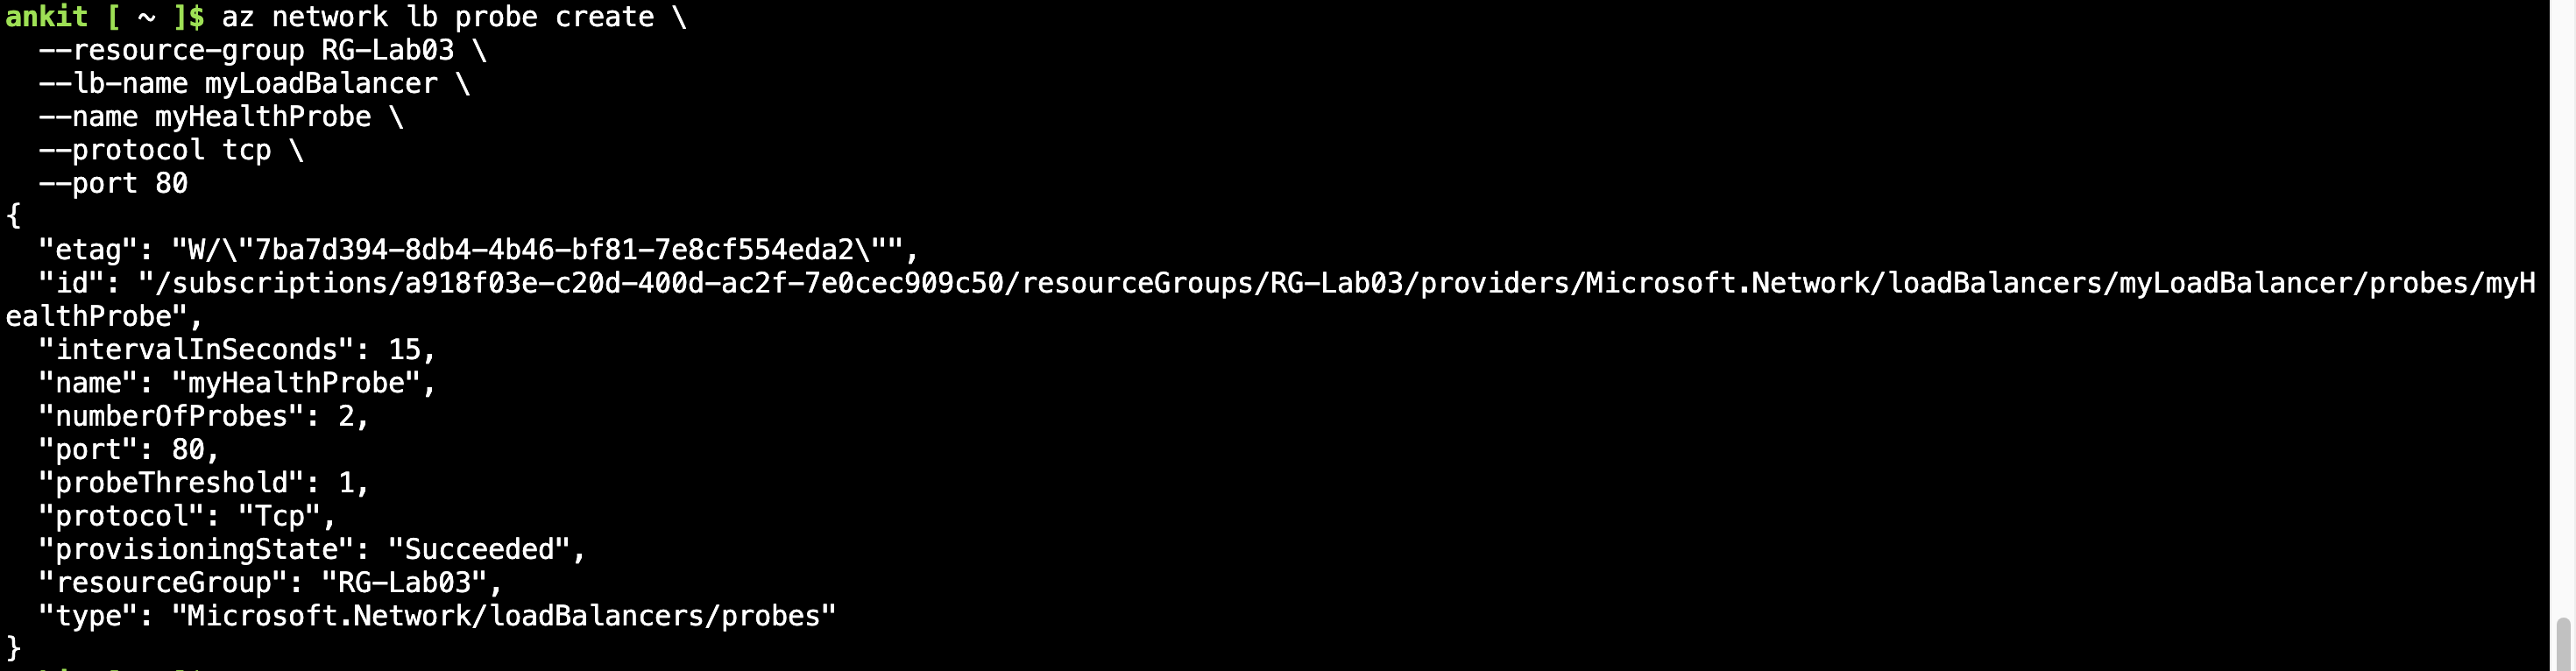 ankit [ ~ ]$ az network lb probe create \
  --resource-group RG-Lab03 \
  --lb-name myLoadBalancer \
  --name myHealthProbe \
  --protocol tcp \
  --port 80
{
  "etag": "W/\"7ba7d394-8db4-4b46-bf81-7e8cf554eda2\"",
  "id": "/subscriptions/a918f03e-c20d-400d-ac2f-7e0cec909c50/resourceGroups/RG-Lab03/providers/Microsoft.Network/loadBalancers/myLoadBalancer/probes/myH
ealthProbe",
  "intervalInSeconds": 15,
  "name": "myHealthProbe",
  "numberOfProbes": 2,
  "port": 80,
  "probeThreshold": 1,
  "protocol": "Tcp",
  "provisioningState": "Succeeded",
  "resourceGroup": "RG-Lab03",
  "type": "Microsoft.Network/loadBalancers/probes"
}